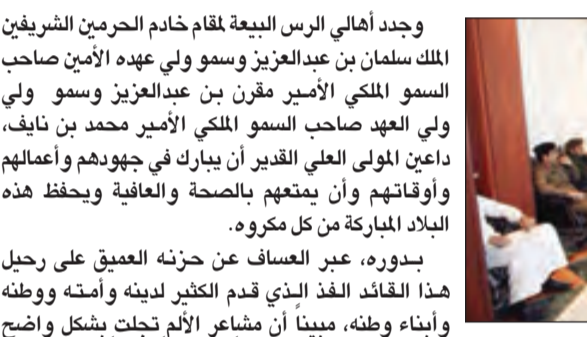 وجدد أهالي الرس البيعة لمقام خادم الحرمين الشريفين
الملك سلمان بن عبدالعزيز وسمو ولي عهده الأمين صاحب
السمو الملكي الأمير مقرن بن عبدالعزيز وسمو ولي
ولي العهد صاحب السمو الملكي الأمير محمد بن نايف،
داعين المولى العلي القدير أن يبارك في جهودهم وأعمالهم
وأوقاتهم وأن يمتعهم بالصحة والعافية ويحفظ هذه
البلاد المباركة من كل مكروه.
بدوره، عبر العساف عن حزنه العميق على رحيل
هذا القائد الفذ الذي قدم الكثير لدينه وأمته ووطنه
وأبناء وطنه، مبيناً أن مشاعر الألم تجلت بشكل واضح